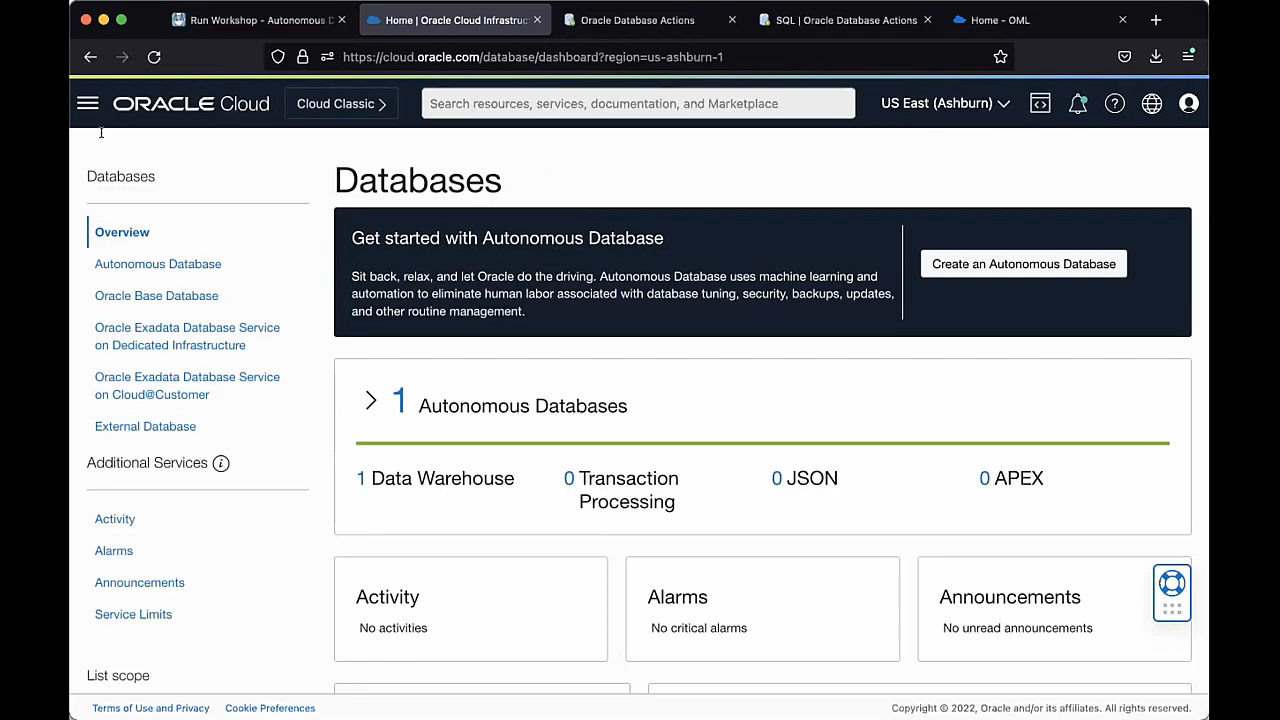 Run Workshop - Autonomous D
Home | Oracle Cloud Infrastruc
Oracle Database Actions
SQL | Oracle Database Actions
Home - OML
https://cloud.oracle.com/database/dashboard?region=us-ashburn-1
ORACLE Cloud
Cloud Classic
Search resources, services, documentation, and Marketplace
US East (Ashburn)
Databases
Overview
Autonomous Database
Oracle Base Database
Oracle Exadata Database Service
on Dedicated Infrastructure
Oracle Exadata Database Service
on Cloud@Customer
External Database
Additional Services
Activity
Alarms
Announcements
Service Limits
List scope
Databases
Get started with Autonomous Database
Sit back, relax, and let Oracle do the driving. Autonomous Database uses machine learning and
automation to eliminate human labor associated with database tuning, security, backups, updates,
and other routine management.
Create an Autonomous Database
1 Autonomous Databases
1 Data Warehouse
0 Transaction
Processing
0 JSON
0 APEX
Activity
No activities
Alarms
No critical alarms
Announcements
No unread announcements
Terms of Use and Privacy
Cookie Preferences
Copyright © 2022, Oracle and/or its affiliates. All rights reserved.